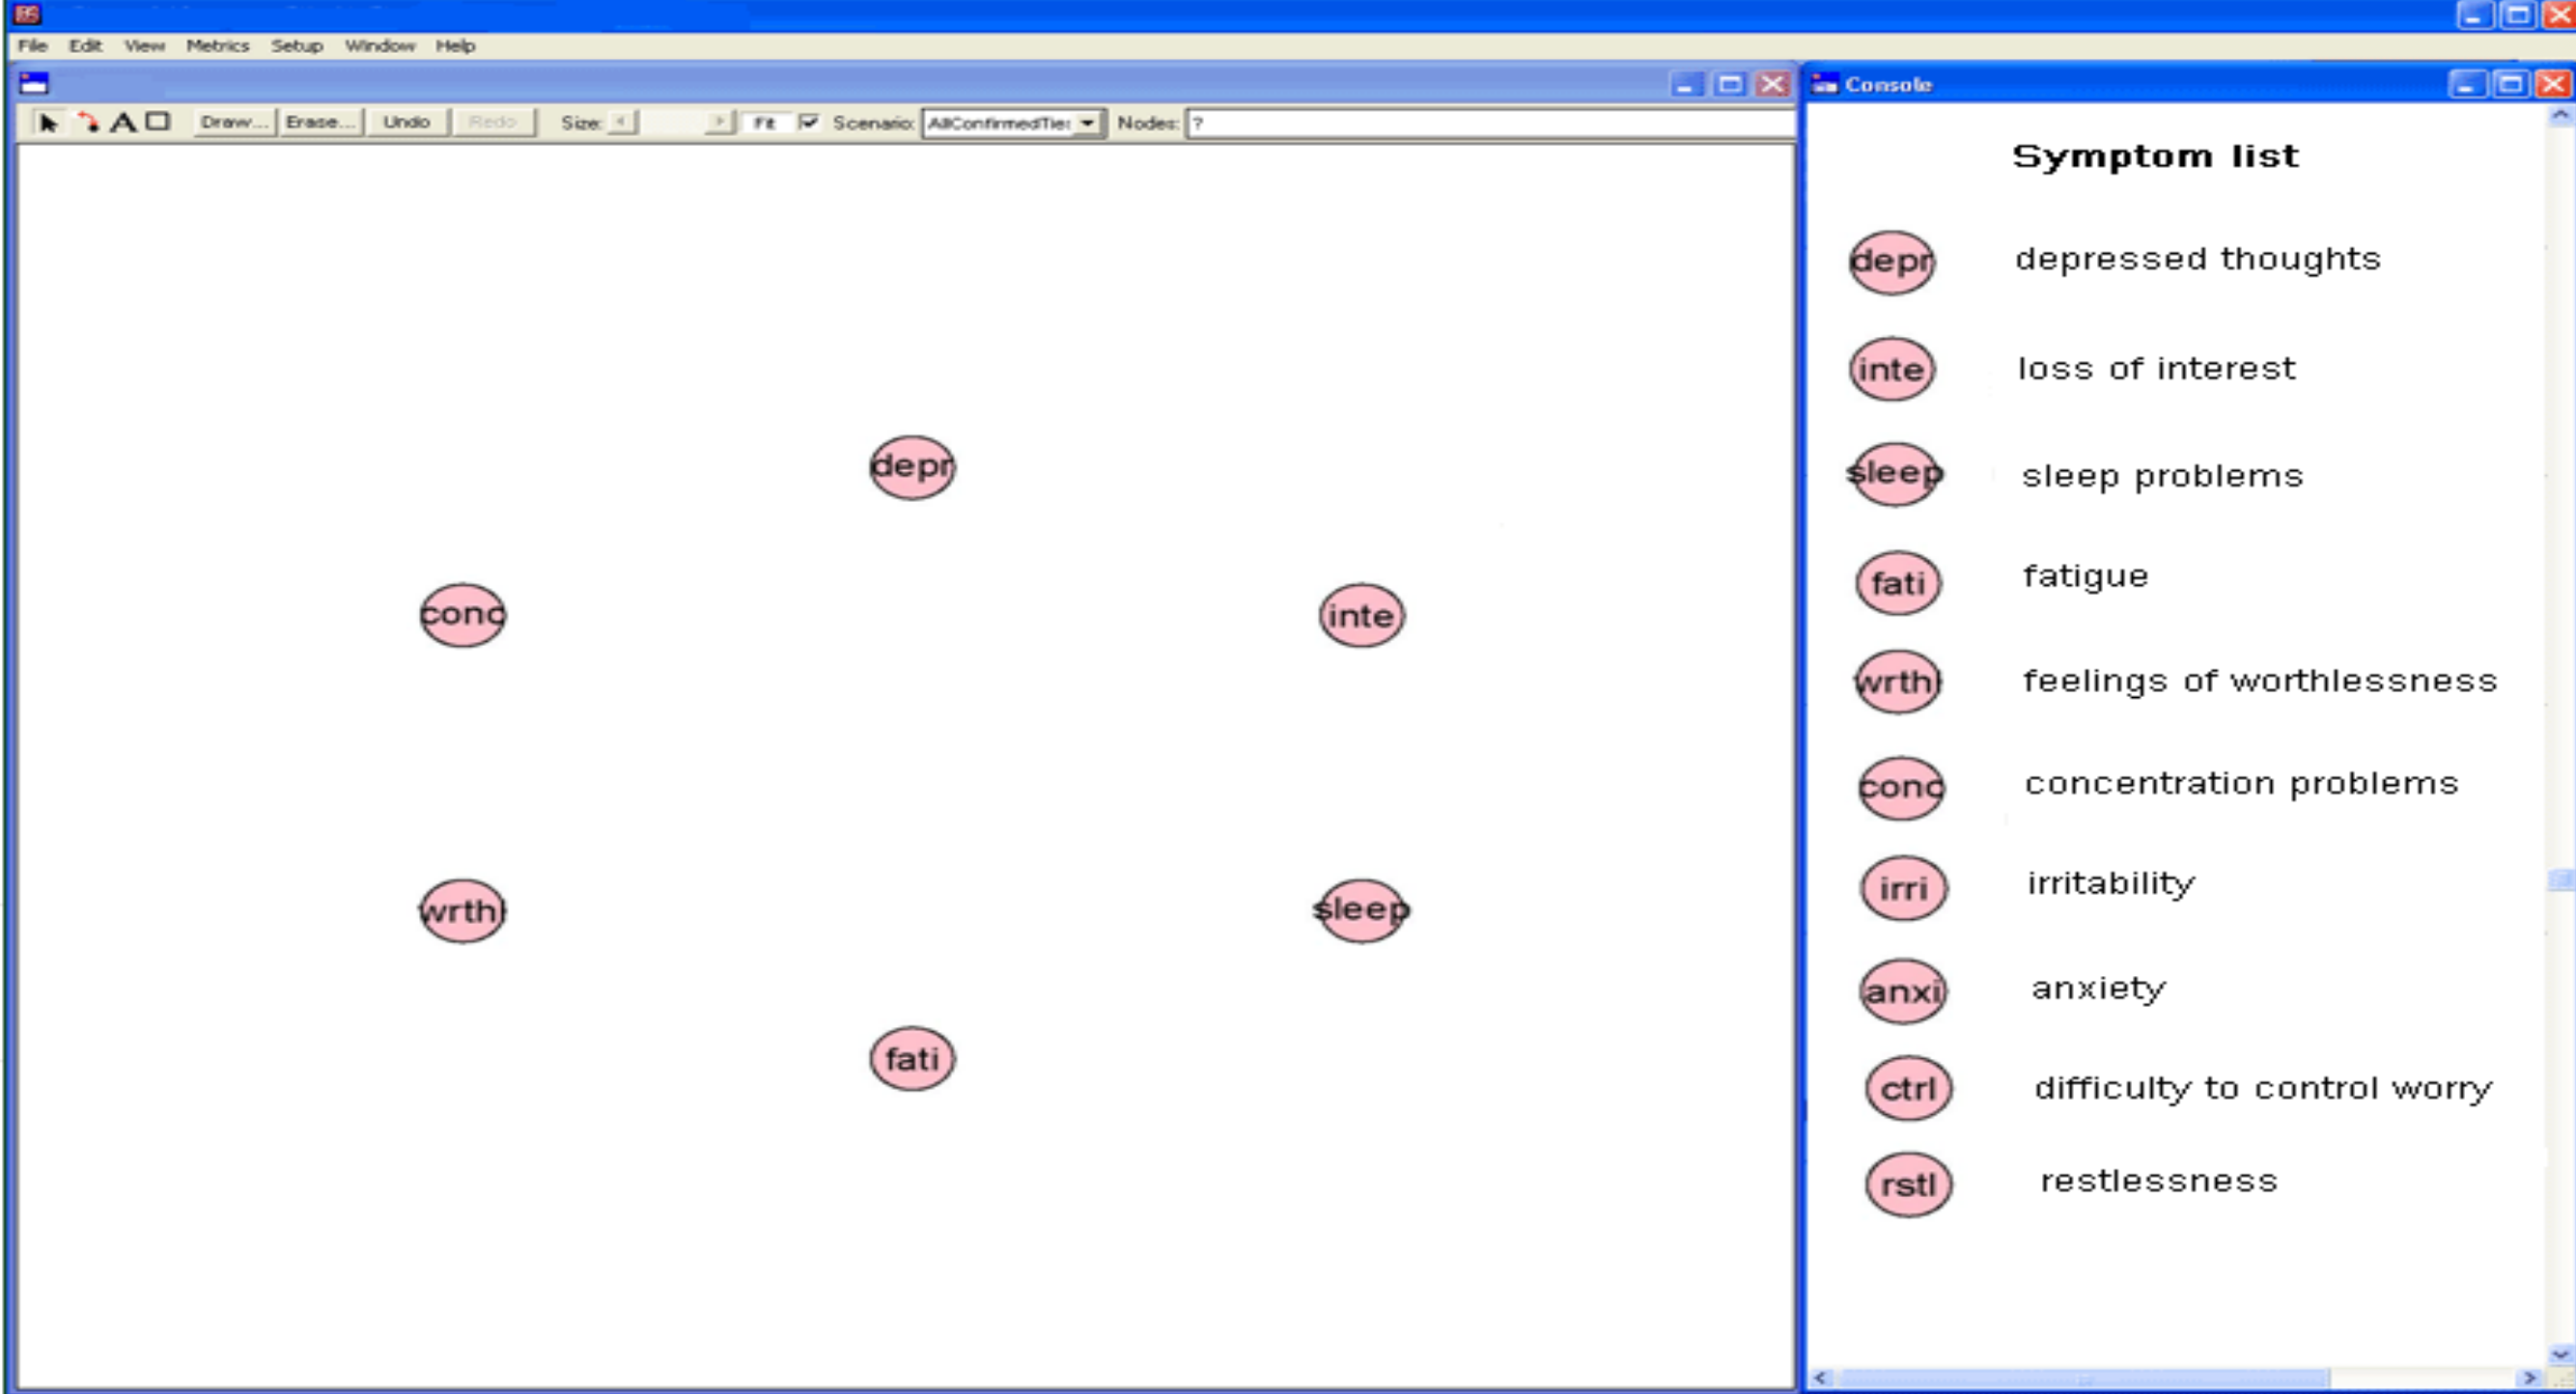 File Edit View Metrics Setup Window Help
Console
Draw... Erase... Undo Redo Size: Fit Scenario: AllConfirmedTies Nodes: ?
Symptom list
depr depressed thoughts
inte loss of interest
sleep sleep problems
fati fatigue
wrthl feelings of worthlessness
conc concentration problems
irri irritability
anxi anxiety
ctrl difficulty to control worry
rstl restlessness
depr
conc inte
wrthl sleep
fati